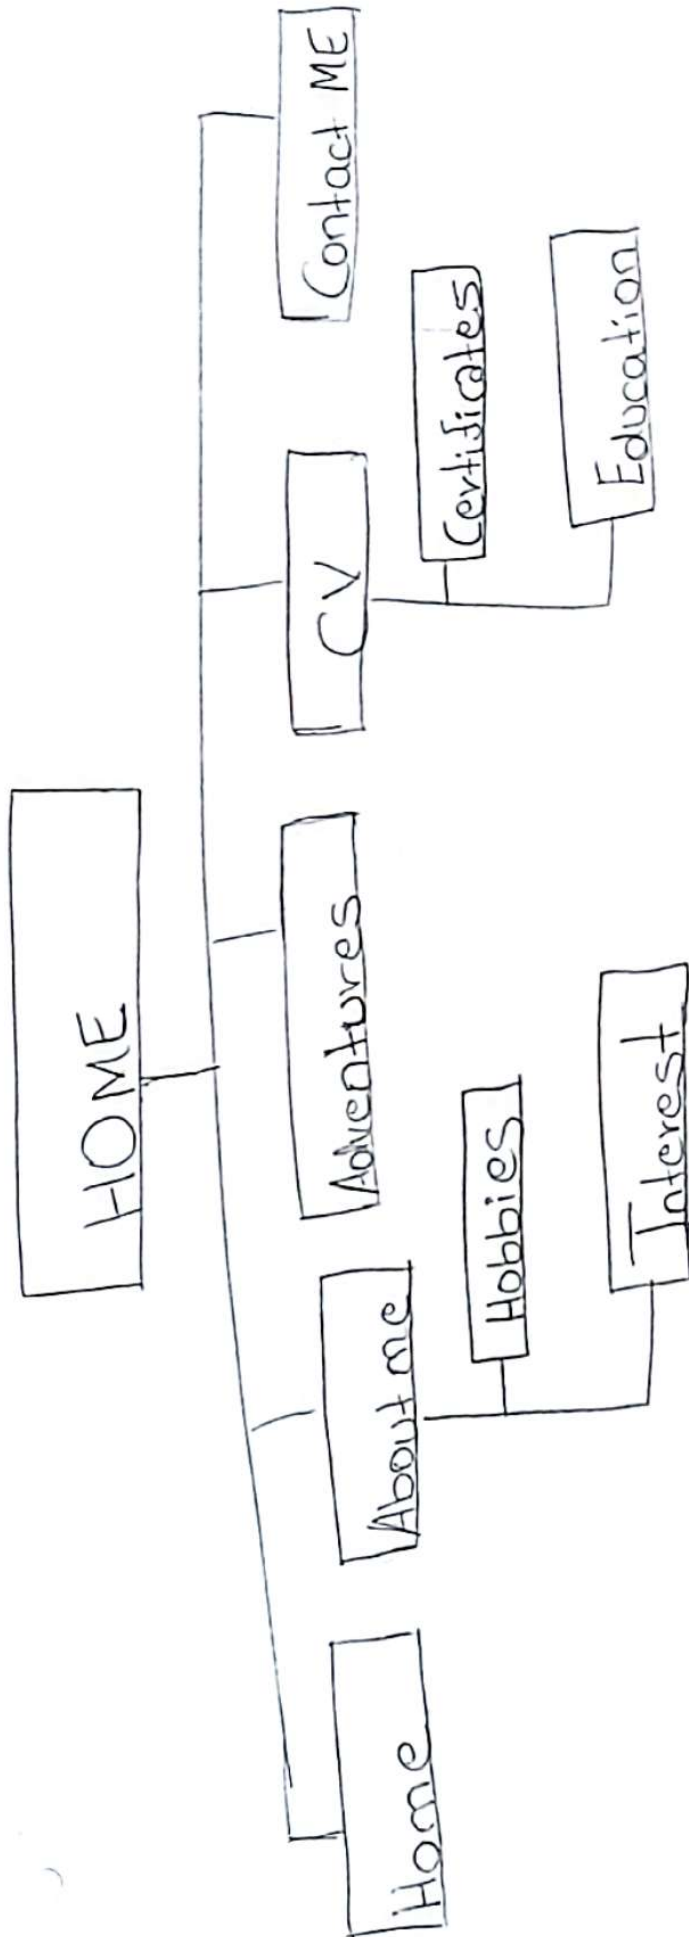 HOME
Home
About me
Adventures
CV
Contact ME
Hobbies
Interest
Certificates
Education